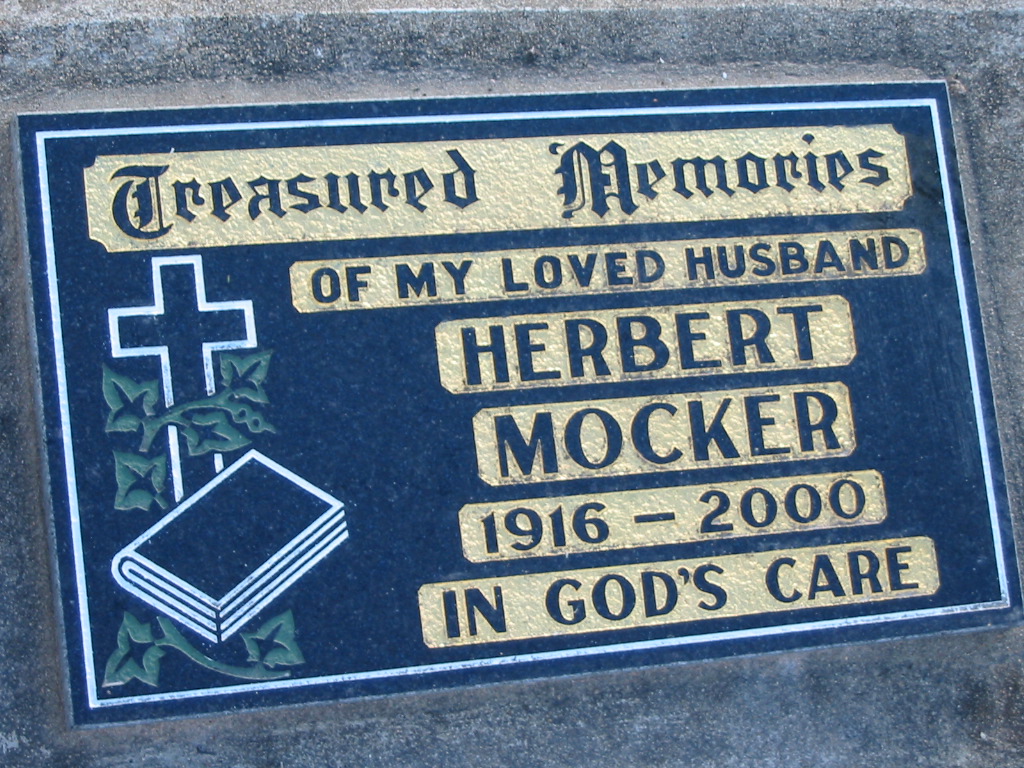 Treasured Memories
OF MY LOVED HUSBAND
HERBERT
MOCKER
1916 – 2000
IN GOD'S CARE